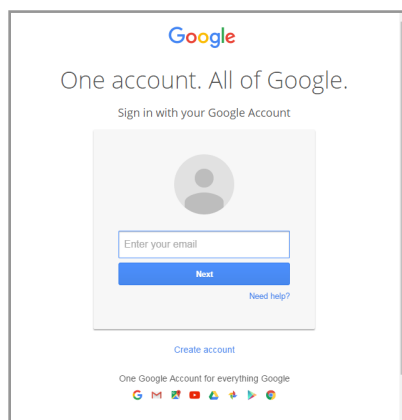 Google
One account. All of Google.
Sign in with your Google Account
Enter your email
Next
Need help?
Create account
One Google Account for everything Google